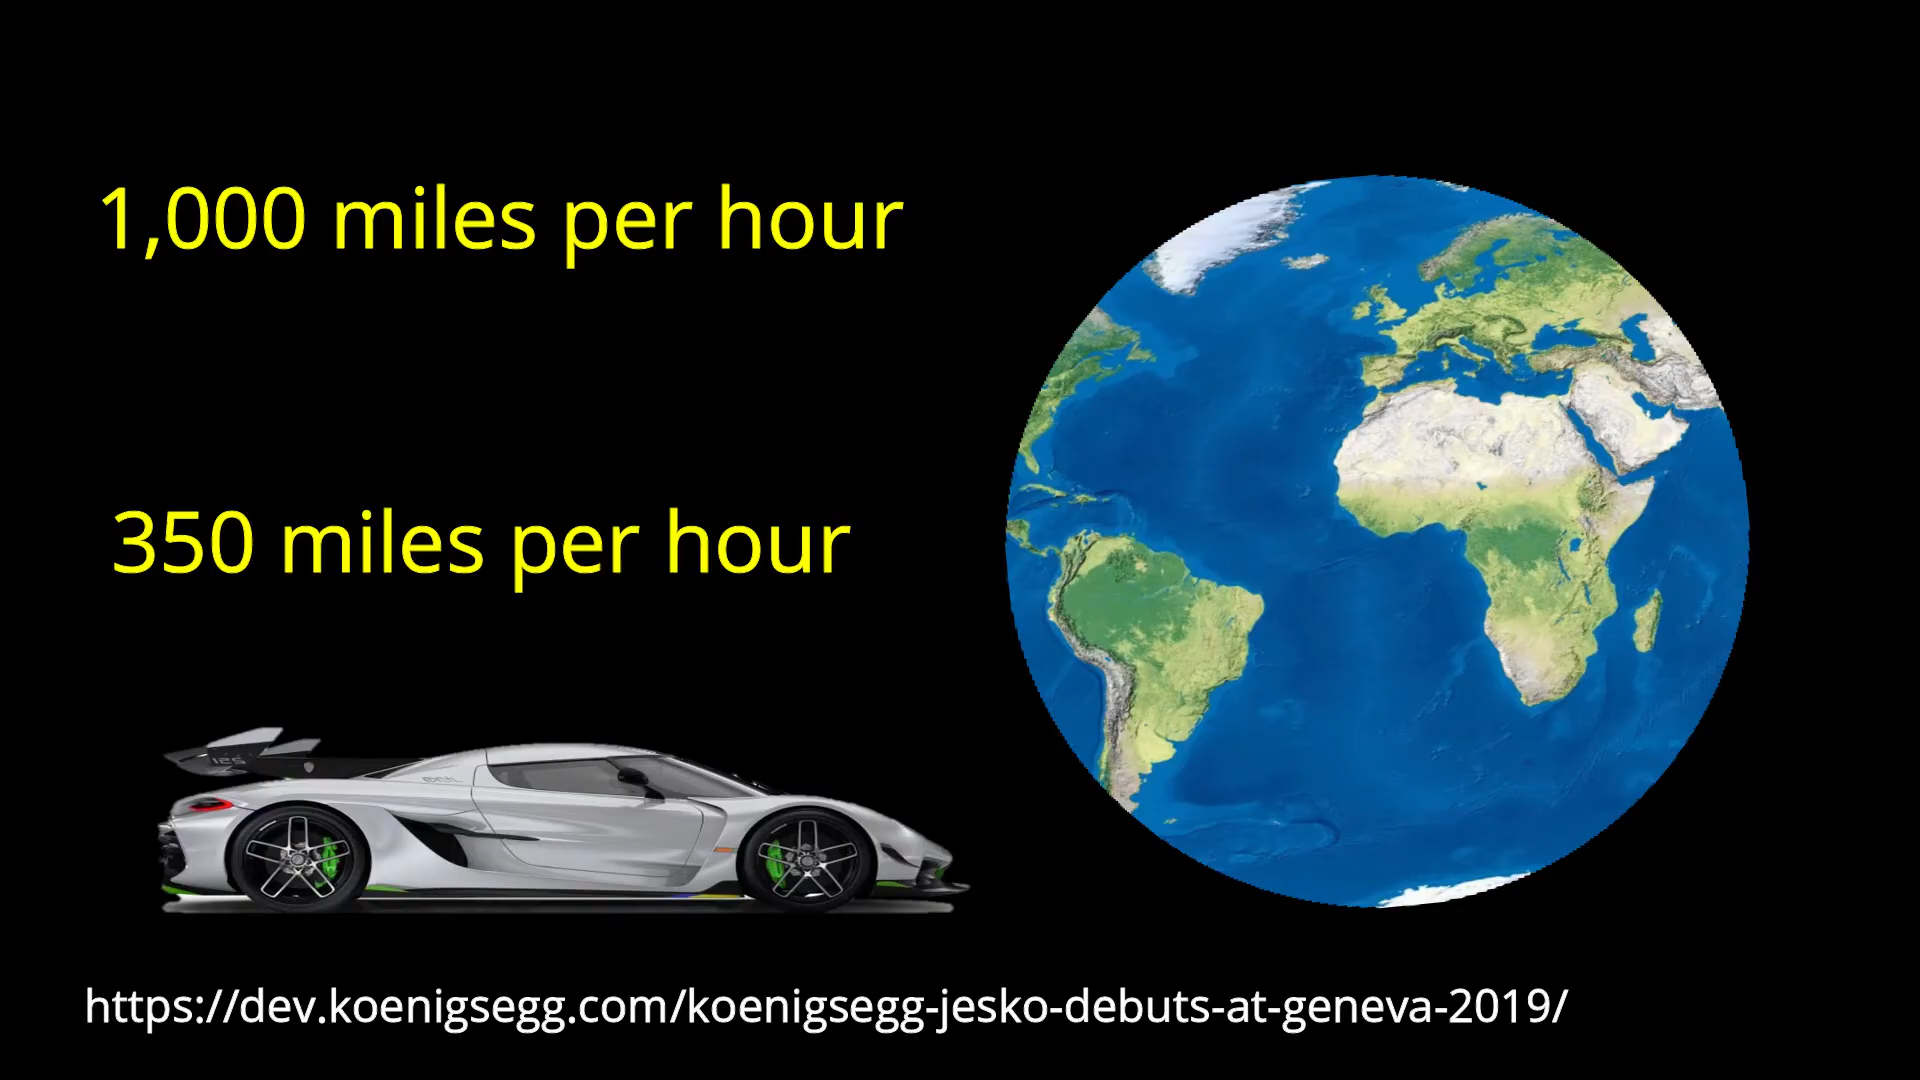 1,000 miles per hour
350 miles per hour
https://dev.koenigsegg.com/koenigsegg-jesko-debuts-at-geneva-2019/